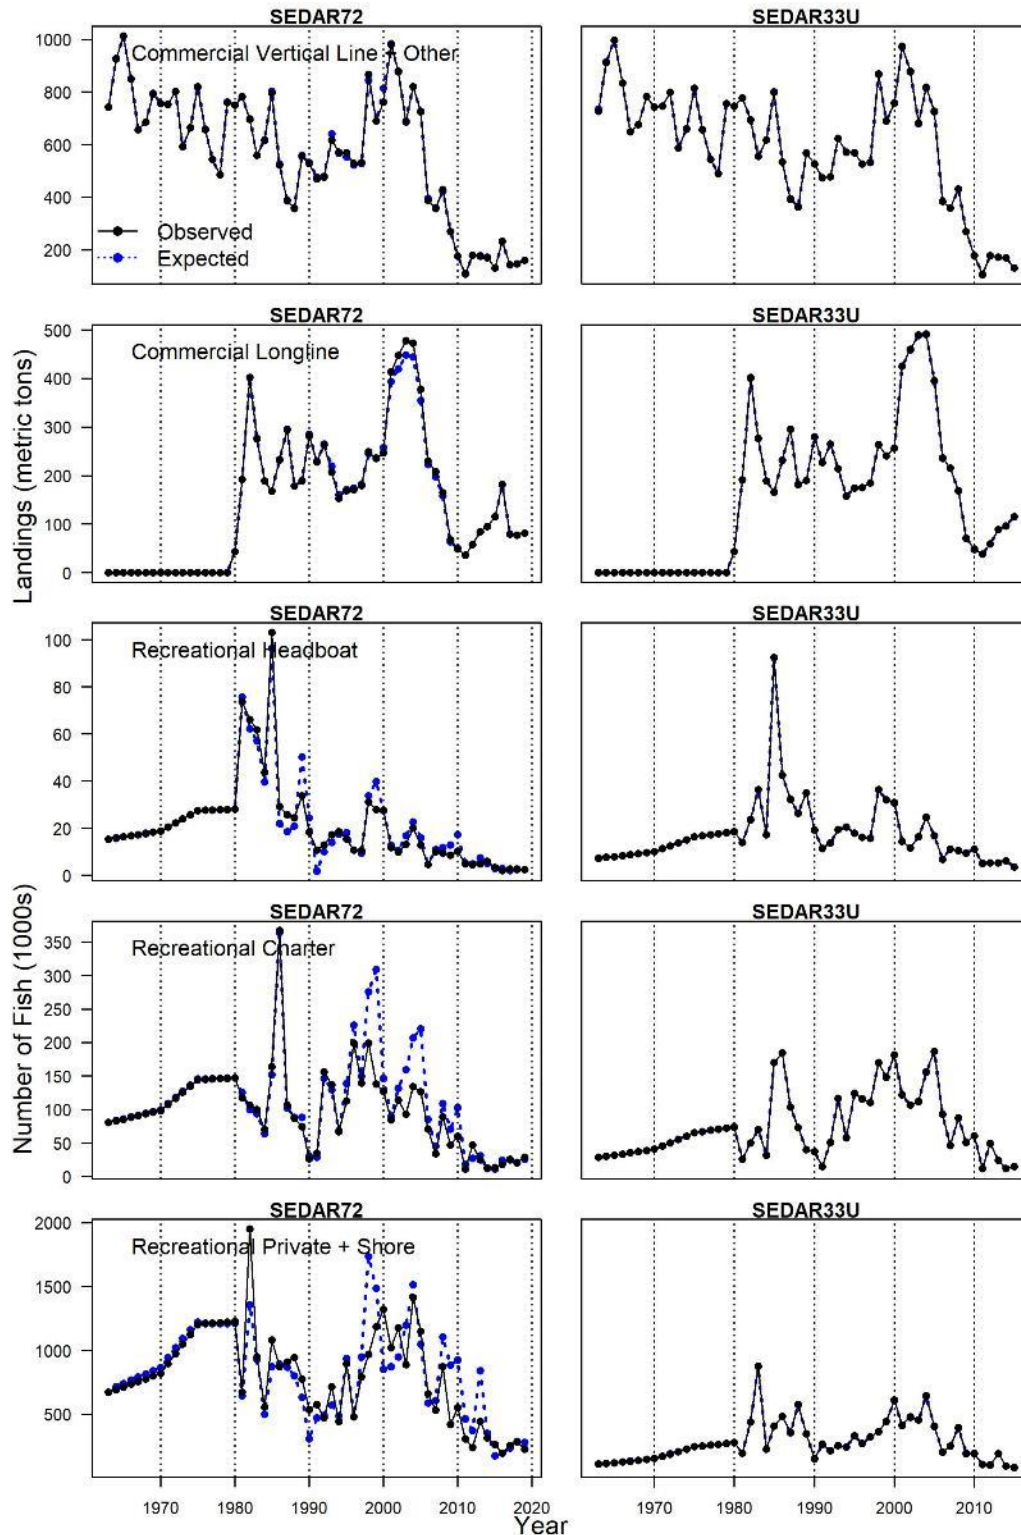 SEDAR72 SEDAR33U
Commercial Vertical Line + Other
1000
800
600
400
200
Observed
Expected
SEDAR72 SEDAR33U
Commercial Longline
500
400
300
200
100
0
Landings (metric tons)
SEDAR72 SEDAR33U
Recreational Headboat
100
80
60
40
20
0
SEDAR72 SEDAR33U
Recreational Charter
350
300
250
200
150
100
50
0
Number of Fish (1000s)
SEDAR72 SEDAR33U
Recreational Private + Shore
2000
1500
1000
500
1970 1980 1990 2000 2010 2020 1970 1980 1990 2000 2010
Year